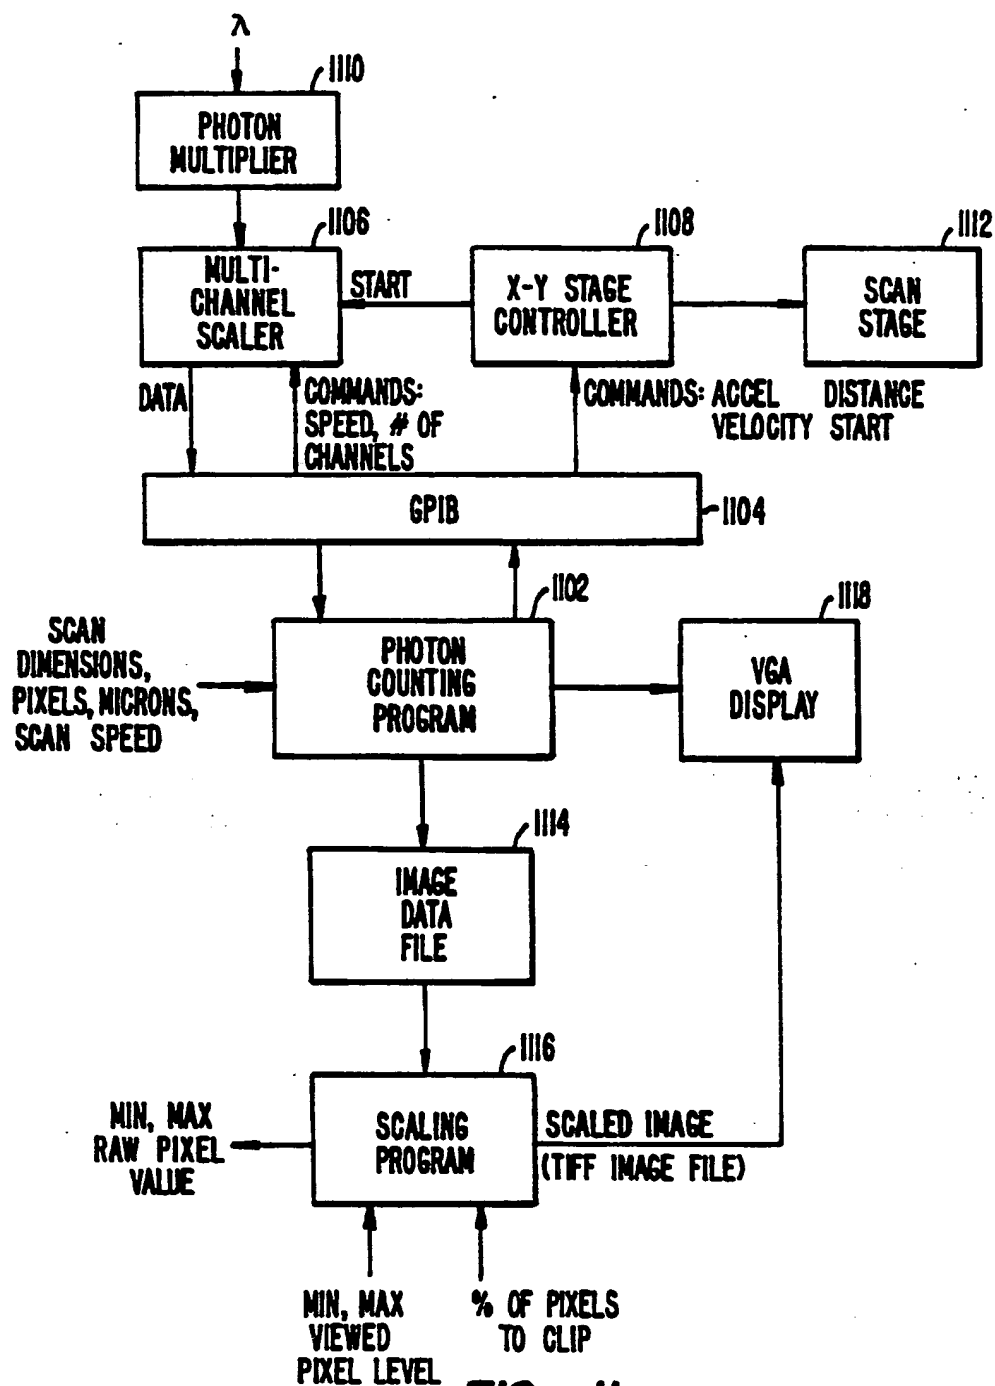 λ
1110
PHOTON
MULTIPLIER
1106
1108
1112
MULTI-
CHANNEL
SCALER
START
X-Y STAGE
CONTROLLER
SCAN
STAGE
DATA
COMMANDS:
SPEED, # OF
CHANNELS
COMMANDS: ACCEL DISTANCE
VELOCITY START
GPIB
1104
1102
1118
SCAN
DIMENSIONS,
PIXELS, MICRONS,
SCAN SPEED
PHOTON
COUNTING
PROGRAM
VGA
DISPLAY
1114
IMAGE
DATA
FILE
1116
MIN, MAX
RAW PIXEL
VALUE
SCALING
PROGRAM
SCALED IMAGE
(TIFF IMAGE FILE)
MIN, MAX
VIEWED
PIXEL LEVEL
% OF PIXELS
TO CLIP